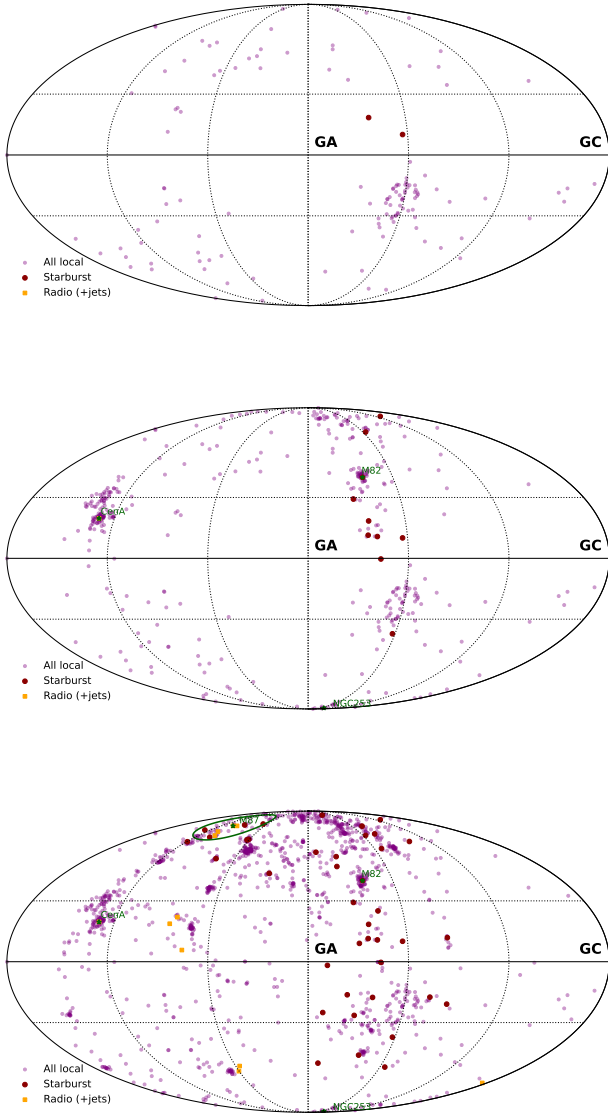 GA
GC
All local
Starburst
Radio (+jets)
M82
CenA
GA
GC
All local
Starburst
Radio (+jets)
NGC253
M87
M82
CenA
GA
GC
All local
Starburst
Radio (+jets)
NGC253